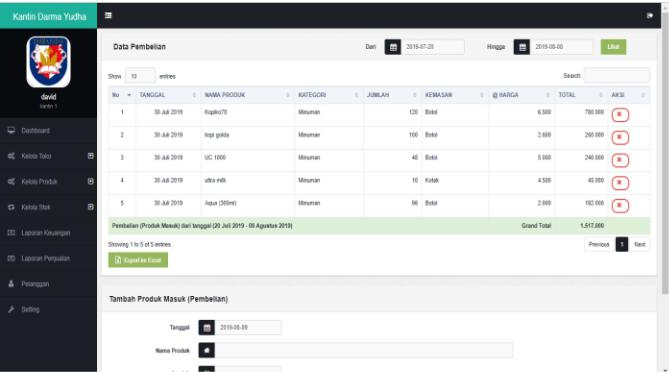 Kantin Darma Yudha
david
kantin 1
Dashboard
Kelola Toko
Kelola Produk
Kelola Stok
Laporan Keuangan
Laporan Penjualan
Pelanggan
Setting
Data Pembelian
Dari 2019-07-20 Hingga 2019-08-08 Lihat
Show 10 entries Search:
No TANGGAL NAMA PRODUK KATEGORI JUMLAH KEMASAN @ HARGA TOTAL AKSI
1 30 Juli 2019 Kopiko78 Minuman 120 Botol 6.500 780.000
2 30 Juli 2019 kopi golda Minuman 100 Botol 2.600 260.000
3 30 Juli 2019 UC 1000 Minuman 48 Botol 5.000 240.000
4 30 Juli 2019 ultra milk Minuman 10 Kotak 4.500 45.000
5 30 Juli 2019 Aqua (300ml) Minuman 96 Botol 2.000 192.000
Pembelian (Produk Masuk) dari tanggal (20 Juli 2019 - 08 Agustus 2019) Grand Total 1.517.000
Showing 1 to 5 of 5 entries Previous 1 Next
Export ke Excel
Tambah Produk Masuk (Pembelian)
Tanggal 2019-08-09
Nama Produk